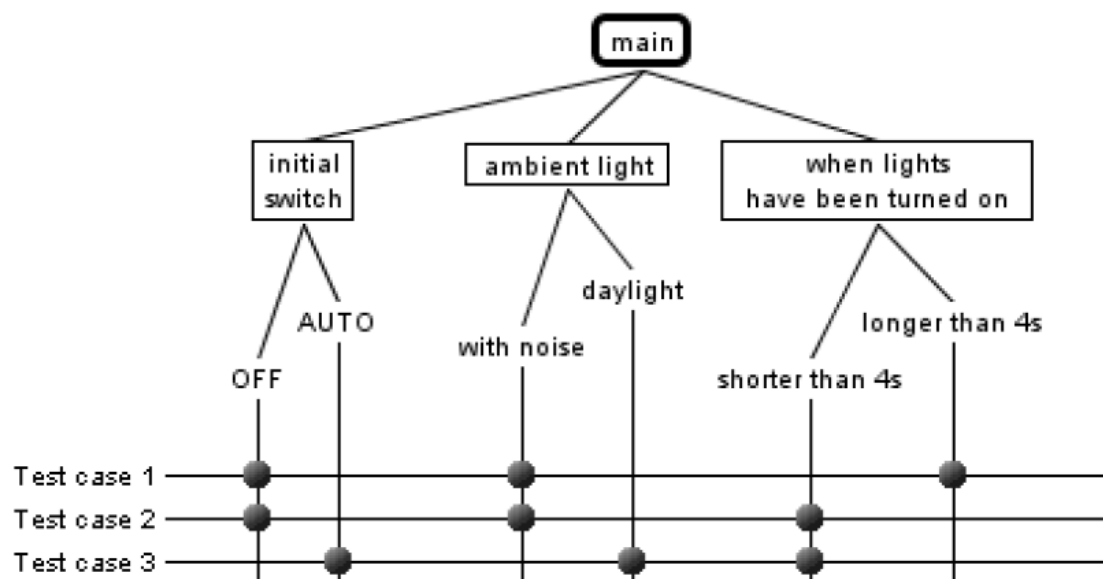 main
initial
switch
ambient light
when lights
have been turned on
daylight
AUTO
longer than 4s
with noise
OFF
shorter than 4s
Test case 1
Test case 2
Test case 3